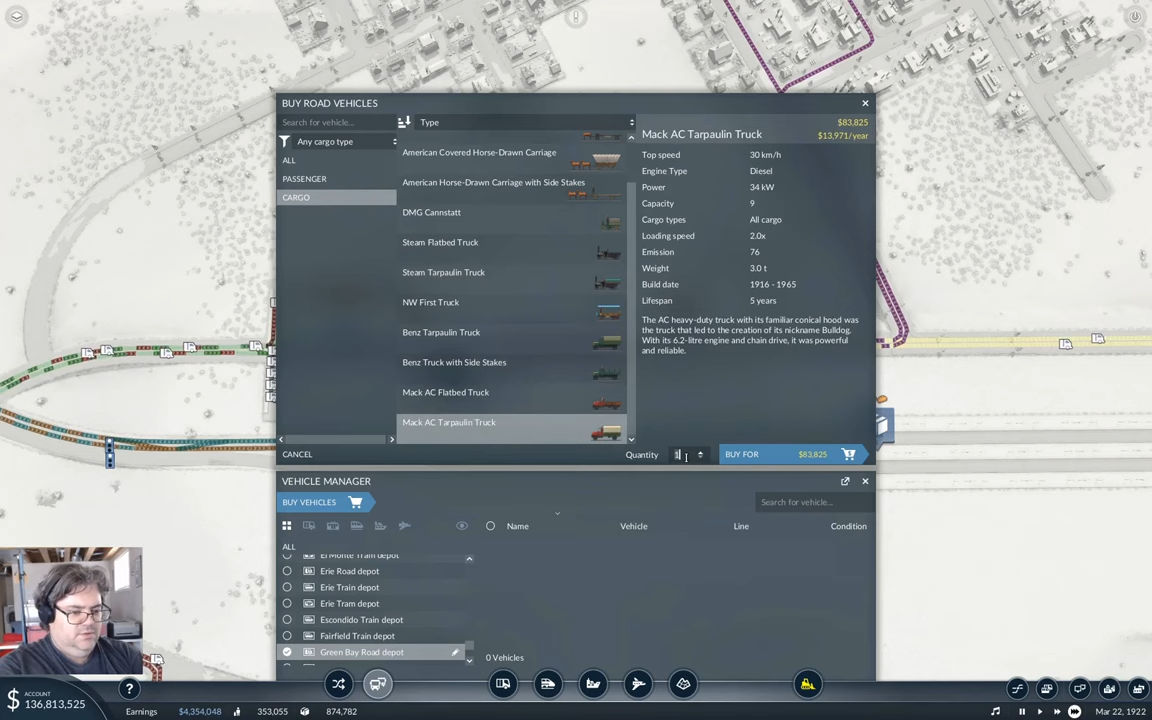 BUY ROAD VEHICLES
Search for vehicle...
Type
Any cargo type
ALL
PASSENGER
CARGO
American Covered Horse-Drawn Carriage
American Horse-Drawn Carriage with Side Stakes
DMG Cannstatt
Steam Flatbed Truck
Steam Tarpaulin Truck
NW First Truck
Benz Tarpaulin Truck
Benz Truck with Side Stakes
Mack AC Flatbed Truck
Mack AC Tarpaulin Truck
$83,825
Mack AC Tarpaulin Truck
$13,971/year
Top speed 30 km/h
Engine Type Diesel
Power 34 kW
Capacity 9
Cargo types All cargo
Loading speed 2.0x
Emission 76
Weight 3.0 t
Build date 1916 - 1965
Lifespan 5 years
The AC heavy-duty truck with its familiar conical hood was
the truck that led to the creation of its nickname Bulldog.
With its 6.2-litre engine and chain drive, it was powerful
and reliable.
CANCEL
Quantity 1
BUY FOR $83,825
VEHICLE MANAGER
BUY VEHICLES
Search for vehicle...
Name Vehicle Line Condition
ALL
El Monte Tram depot
Erie Road depot
Erie Train depot
Erie Tram depot
Escondido Train depot
Fairfield Train depot
Green Bay Road depot
0 Vehicles
$ ACCOUNT
136,813,525
?
Earnings $4,354,048 353,055 874,782
Mar 22, 1922